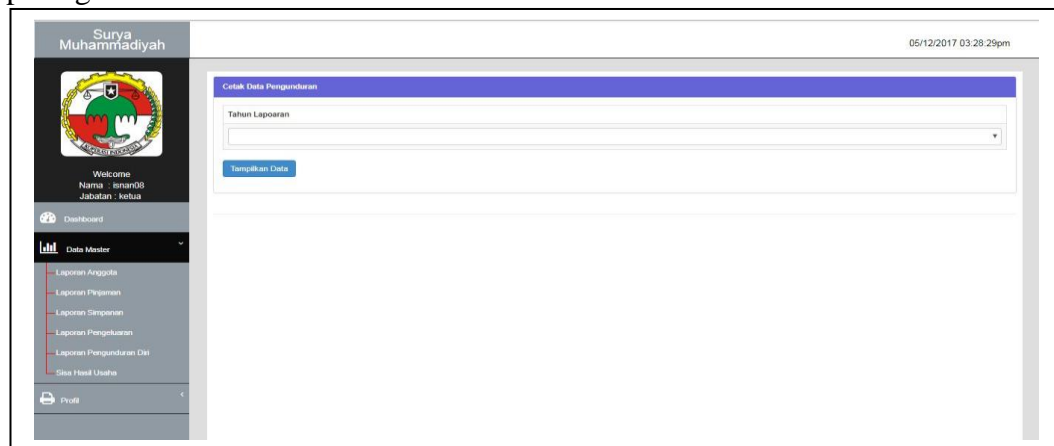 Surya
Muhammadiyah
05/12/2017 03:28:29pm
Cetak Data Pengunduran
Tahun Lapoaran
Tampilkan Data
KOPERASI INDONESIA
Welcome
Nama : isnan08
Jabatan : ketua
Dashboard
Data Master
Laporan Anggota
Laporan Pinjaman
Laporan Simpanan
Laporan Pengeluaran
Laporan Pengunduran Diri
Sisa Hasil Usaha
Profil